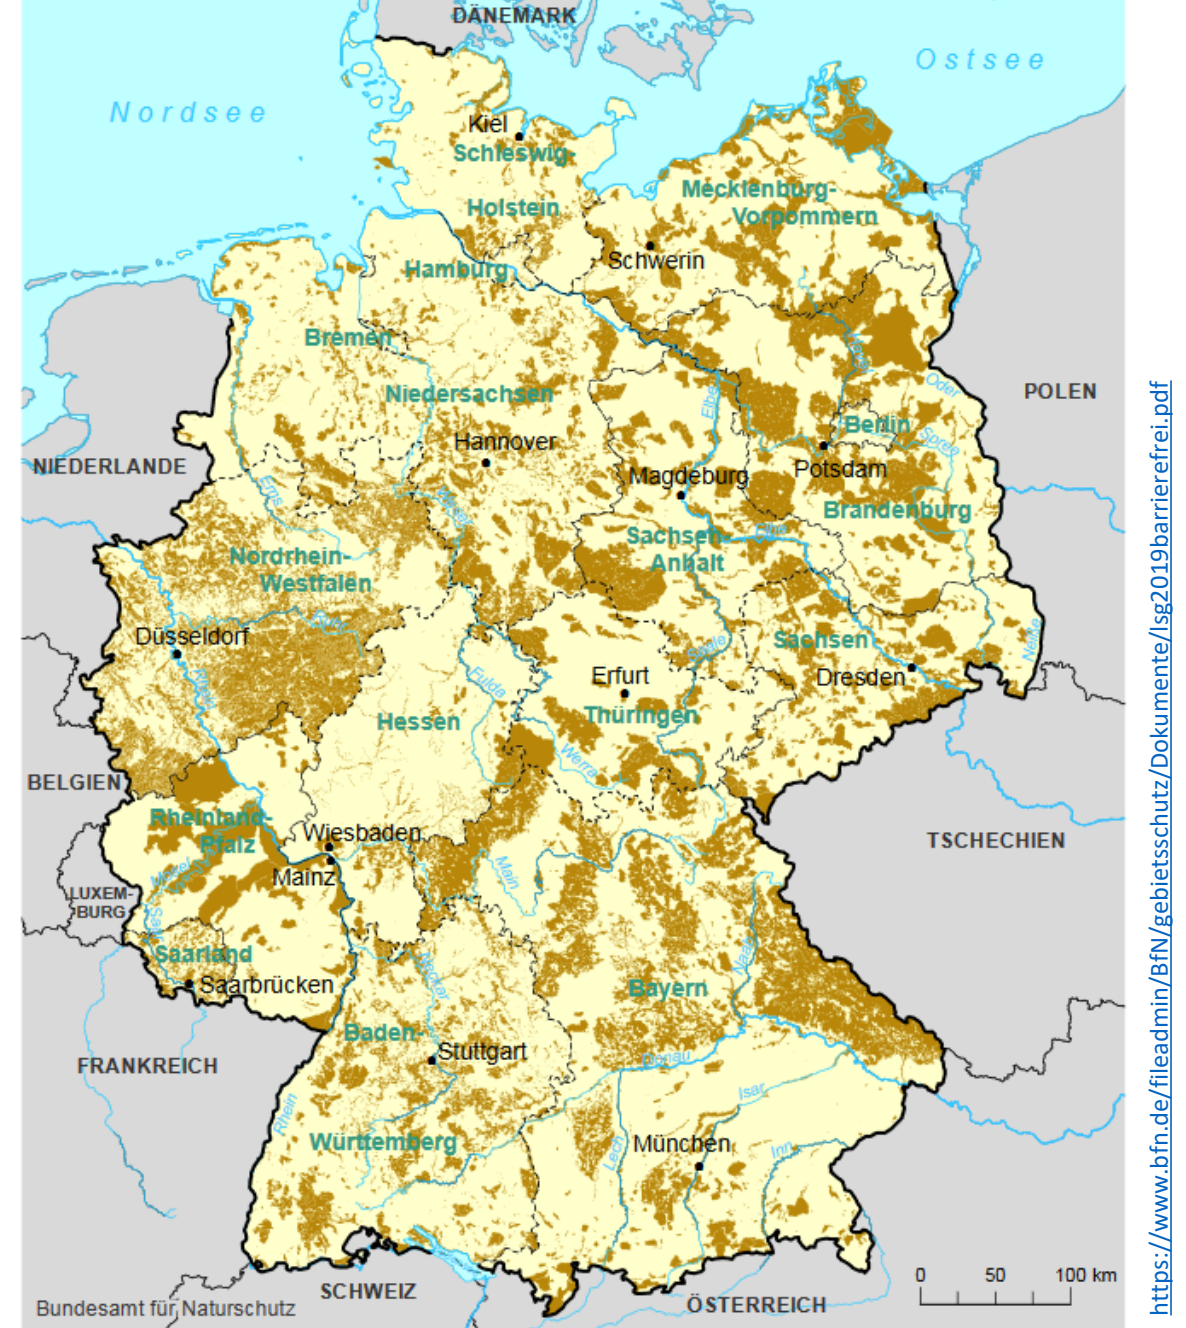 DÄNEMARK
Ostsee
Nordsee
Kiel
Schleswig-
Holstein
Mecklenburg-
Vorpommern
Schwerin
Hamburg
Bremen
Havel
Oder
POLEN
Niedersachsen
Elbe
Berlin
Hannover
Spree
NIEDERLANDE
Potsdam
Magdeburg
Ems
Weser
Brandenburg
Sachsen-
Anhalt
Elbe
Nordrhein-
Westfalen
Ruhr
Düsseldorf
Sachsen
Neiße
Saale
Erfurt
Dresden
Rhein
Fulda
Hessen
Thüringen
Werra
BELGIEN
Rheinland-
Pfalz
Wiesbaden
TSCHECHIEN
Mosel
Mainz
Main
LUXEM-
BURG
Saar
Saarland
Naab
Saarbrücken
Neckar
Bayern
Baden-
Stuttgart
Donau
FRANKREICH
Isar
Rhein
Württemberg
Lech
München
Inn
0 50 100 km
SCHWEIZ
ÖSTERREICH
Bundesamt für Naturschutz
https://www.bfn.de/fileadmin/BfN/gebietsschutz/Dokumente/lsg2019barrierefrei.pdf